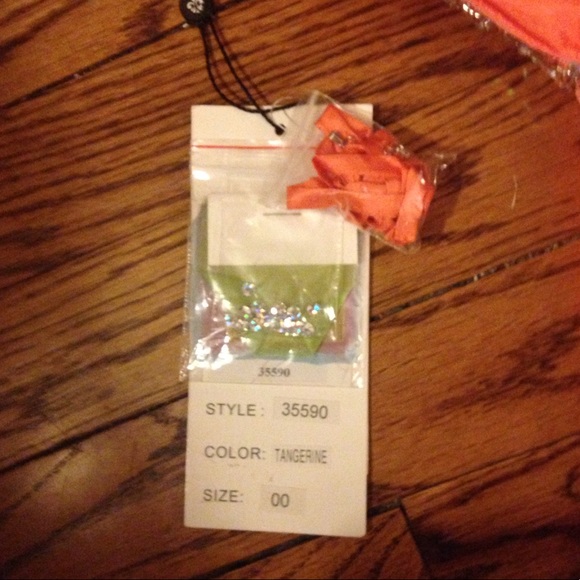 35590
STYLE: 35590
COLOR: TANGERINE
SIZE: 00